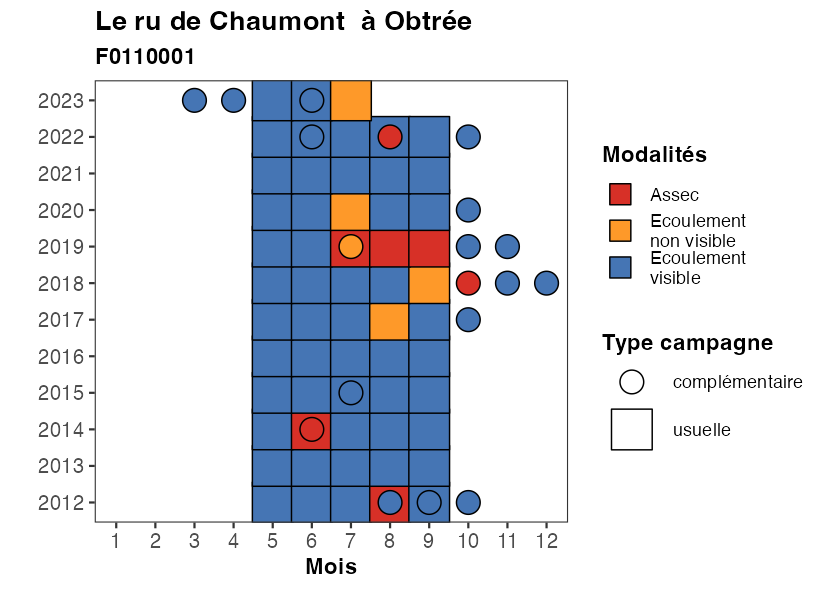 Le ru de Chaumont  à Obtrée
F0110001
2023
2022
2021
2020
2019
2018
2017
2016
2015
2014
2013
2012
1 2 3 4 5 6 7 8 9 10 11 12
Mois
Modalités
Assec
Ecoulement
non visible
Ecoulement
visible
Type campagne
complémentaire
usuelle